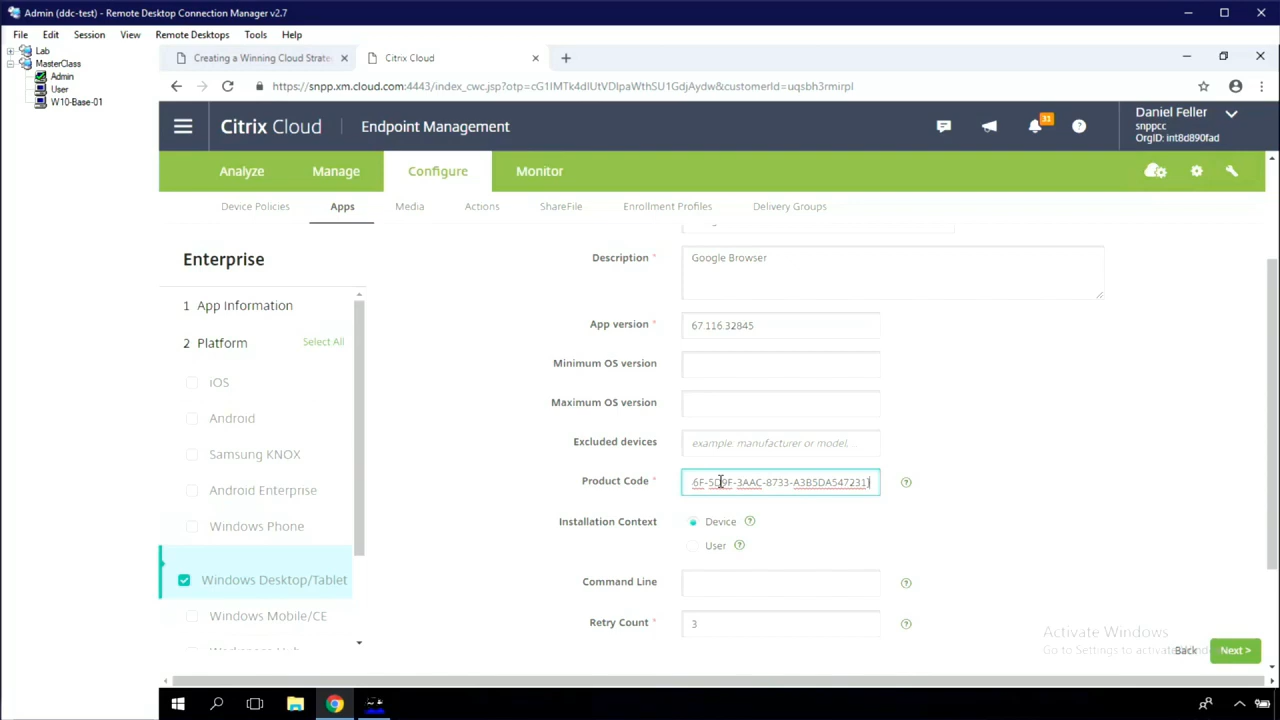 Admin (ddc-test) - Remote Desktop Connection Manager v2.7
File Edit Session View Remote Desktops Tools Help
Lab
MasterClass
Admin
User
W10-Base-01
Creating a Winning Cloud Strate
Citrix Cloud
https://snpp.xm.cloud.com:4443/index_cwc.jsp?otp=cG1IMTk4dlUtVDlpaWthSU1GdjAydw&customerId=uqsbh3rmirpl
Citrix Cloud
Endpoint Management
33
Daniel Feller
snppcc
OrgID: int8d890fad
Analyze Manage Configure Monitor
Device Policies Apps Media Actions ShareFile Enrollment Profiles Delivery Groups
Enterprise
1 App Information
2 Platform
Select All
iOS
Android
Samsung KNOX
Android Enterprise
Windows Phone
Windows Desktop/Tablet
Windows Mobile/CE
Description *
Google Browser
App version *
67.116.32845
Minimum OS version
Maximum OS version
Excluded devices
example: manufacturer or model, ...
Product Code *
6F-5D9F-3AAC-8733-A3B5DA547231}
Installation Context
Device
User
Command Line
Retry Count *
3
Activate Windows
Go to Settings to activate
Back
Next >